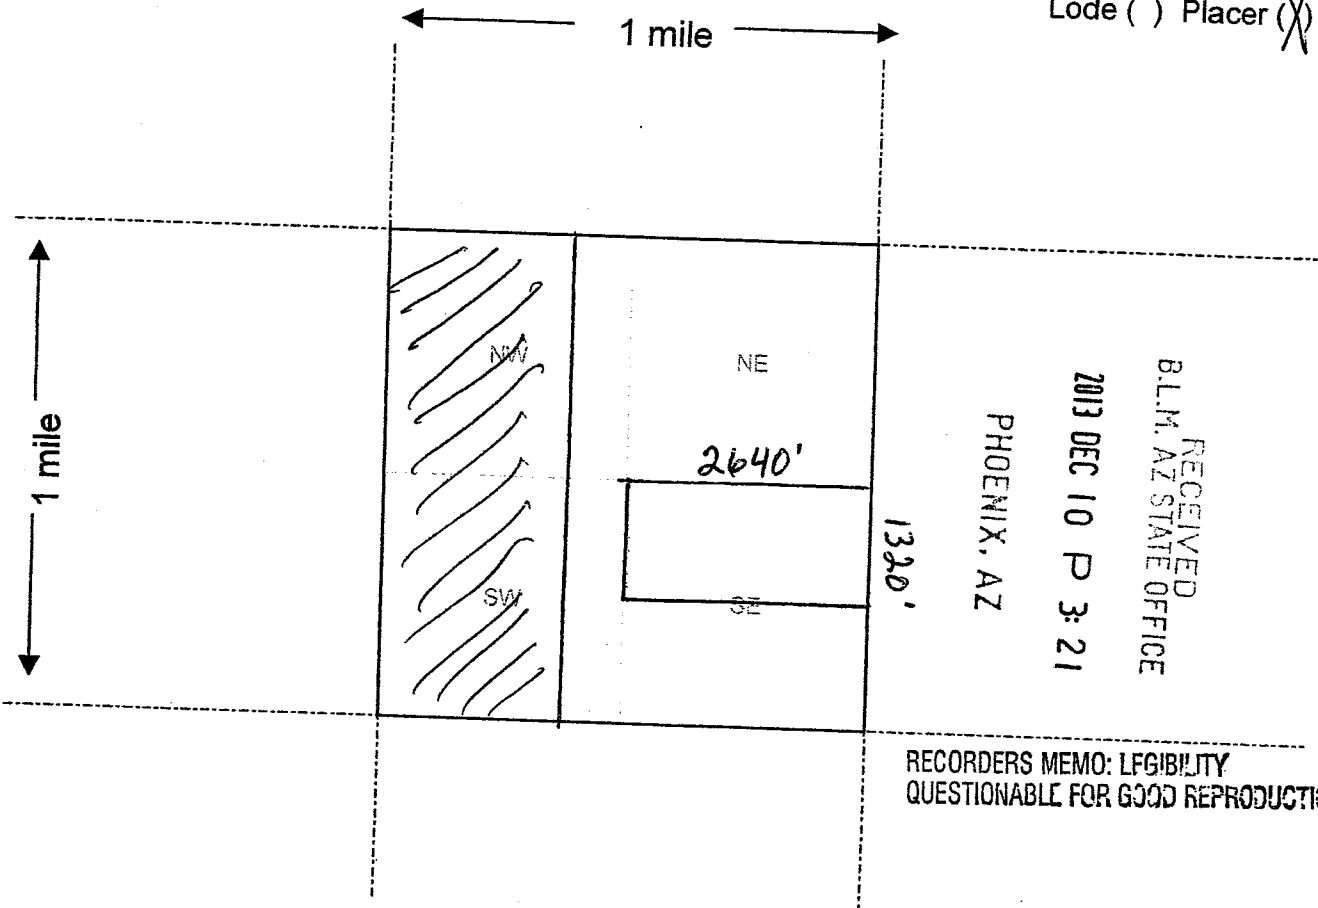 Lode ( ) Placer (X)
1 mile
1 mile
NW
NE
2640'
1320'
SW
SE
RECEIVED
B.L.M. AZ STATE OFFICE
2013 DEC 10 P 3:21
PHOENIX, AZ
RECORDERS MEMO: LEGIBILITY
QUESTIONABLE FOR GOOD REPRODUCTI